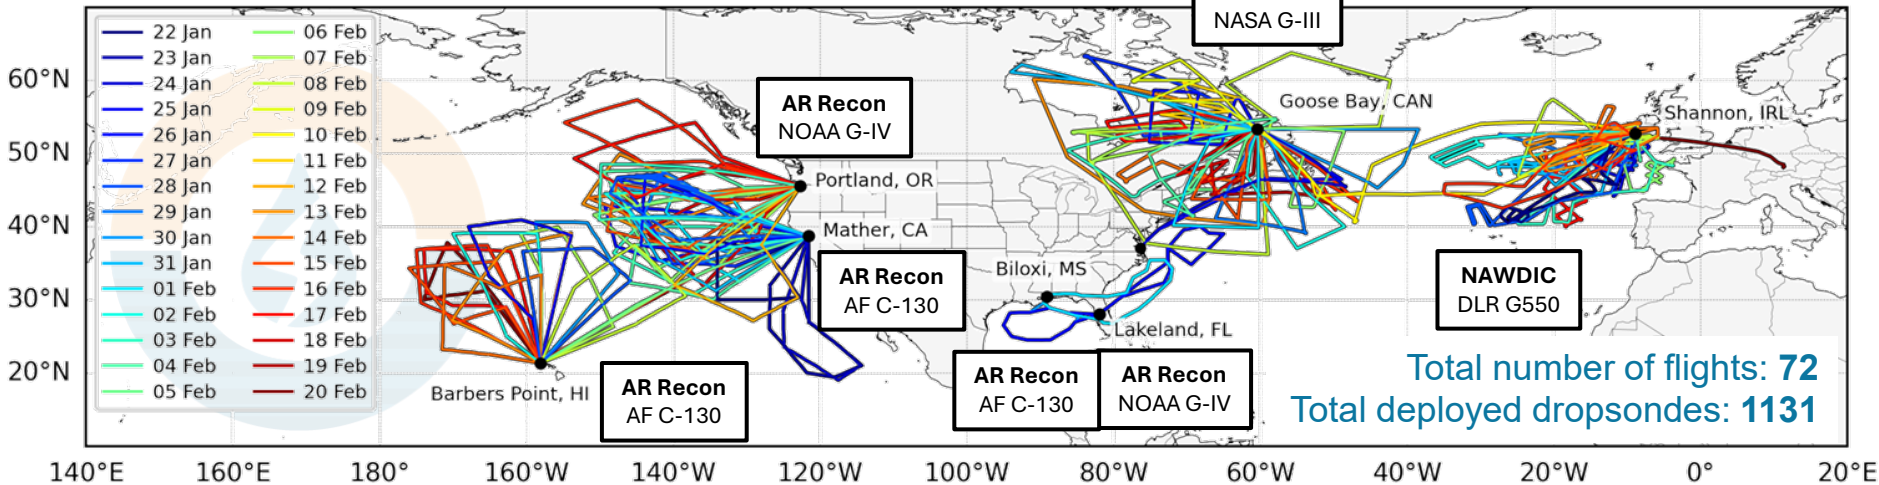 NASA G-III
22 Jan
23 Jan
24 Jan
25 Jan
26 Jan
27 Jan
28 Jan
29 Jan
30 Jan
31 Jan
01 Feb
02 Feb
03 Feb
04 Feb
05 Feb
06 Feb
07 Feb
08 Feb
09 Feb
10 Feb
11 Feb
12 Feb
13 Feb
14 Feb
15 Feb
16 Feb
17 Feb
18 Feb
19 Feb
20 Feb
60°N
50°N
40°N
30°N
20°N
AR Recon
NOAA G-IV
Goose Bay, CAN
Shannon, IRL
Portland, OR
Mather, CA
AR Recon
AF C-130
Biloxi, MS
Lakeland, FL
NAWDIC
DLR G550
Barbers Point, HI
AR Recon
AF C-130
AR Recon
AF C-130
AR Recon
NOAA G-IV
Total number of flights: 72
Total deployed dropsondes: 1131
140°E
160°E
180°
160°W
140°W
120°W
100°W
80°W
60°W
40°W
20°W
0°
20°E